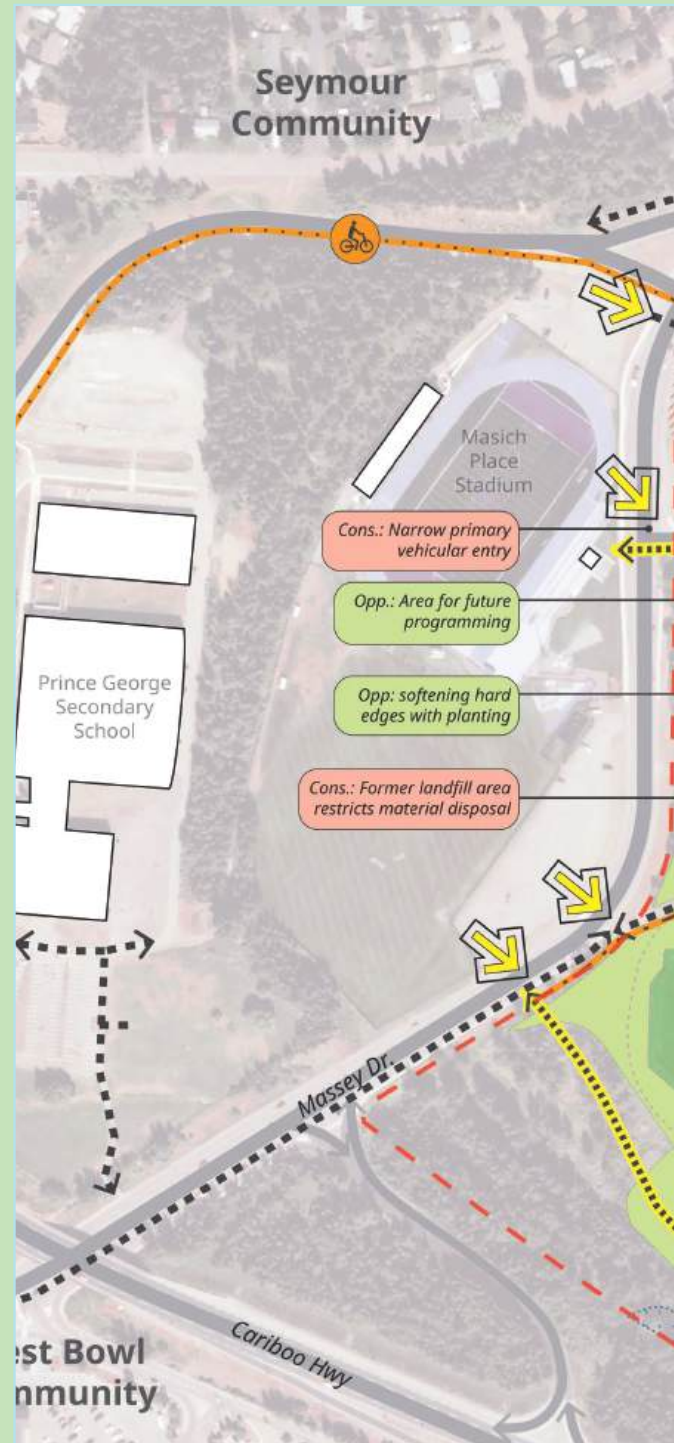 Seymour
Community
Masich
Place
Stadium
Cons.: Narrow primary
vehicular entry
Opp.: Area for future
programming
Prince George
Secondary
School
Opp: softening hard
edges with planting
Cons.: Former landfill area
restricts material disposal
Massey Dr.
Cariboo Hwy
est Bowl
mmunity